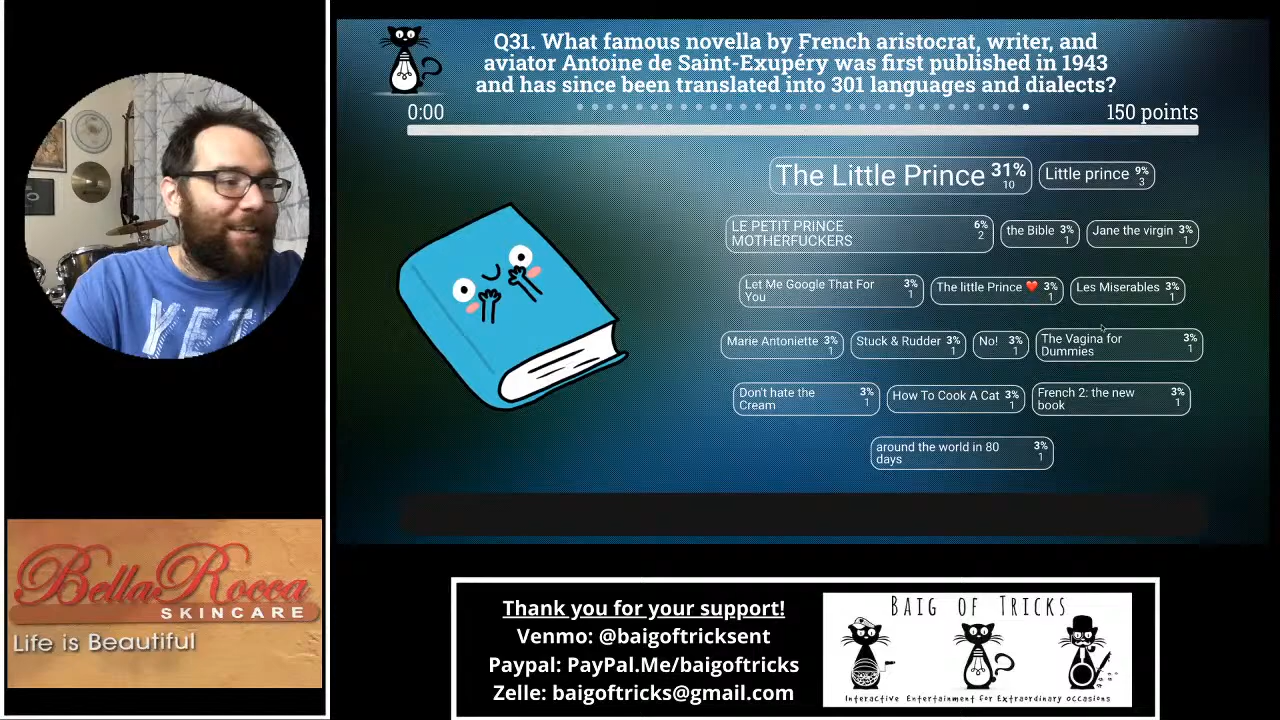 Q31. What famous novella by French aristocrat, writer, and
aviator Antoine de Saint-Exupéry was first published in 1943
and has since been translated into 301 languages and dialects?
0:00
150 points
The Little Prince 31%
10
Little prince 9%
3
LE PETIT PRINCE
MOTHERFUCKERS
6%
2
the Bible 3%
1
Jane the virgin 3%
1
Let Me Google That For
You
3%
1
The little Prince ❤️ 3%
1
Les Miserables 3%
1
Marie Antoniette 3%
1
Stuck & Rudder 3%
1
No! 3%
1
The Vagina for
Dummies
3%
1
Don't hate the
Cream
3%
1
How To Cook A Cat 3%
1
French 2: the new
book
3%
1
around the world in 80
days
3%
1
YET
BellaRocca
SKINCARE
Life is Beautiful
Thank you for your support!
Venmo: @baigoftricksent
Paypal: PayPal.Me/baigoftricks
Zelle: baigoftricks@gmail.com
BAIG OF TRICKS
Interactive Entertainment for Extraordinary occasions